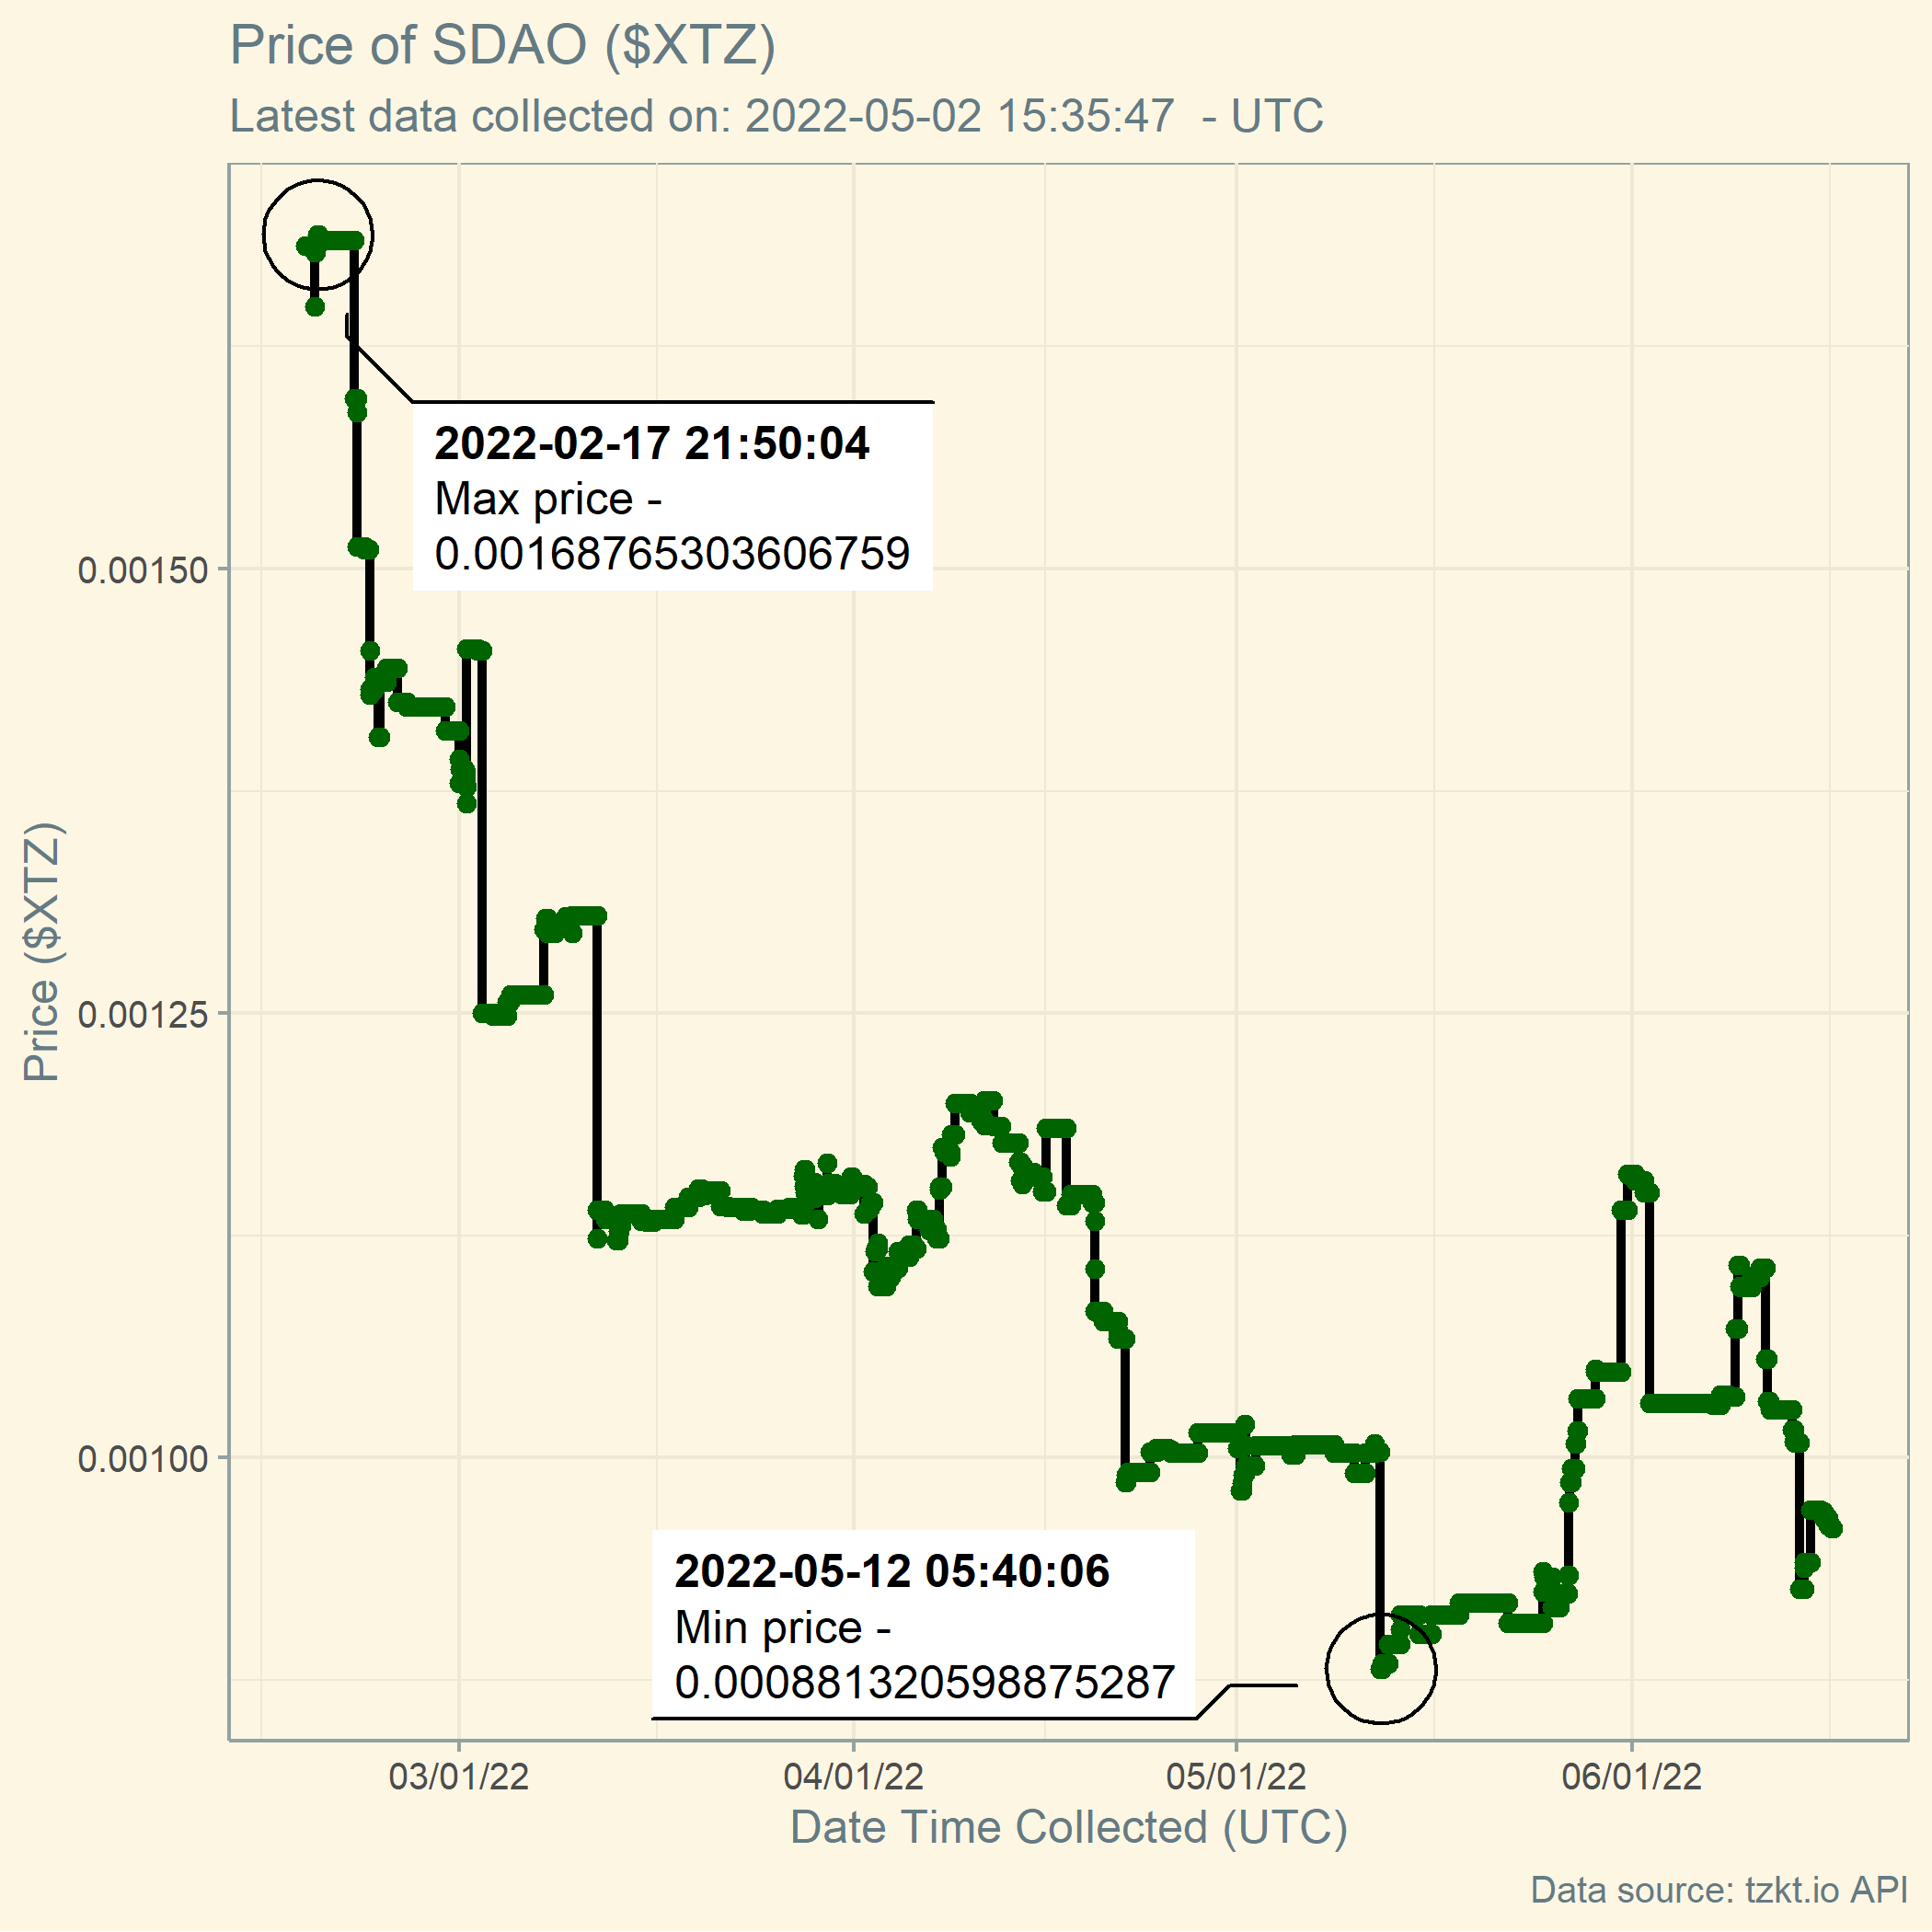 Price of SDAO ($XTZ)
Latest data collected on: 2022-05-02 15:35:47 - UTC
2022-02-17 21:50:04
Max price -
0.00168765303606759
0.00150
0.00125
0.00100
Price ($XTZ)
2022-05-12 05:40:06
Min price -
0.000881320598875287
03/01/22
04/01/22
05/01/22
06/01/22
Date Time Collected (UTC)
Data source: tzkt.io API